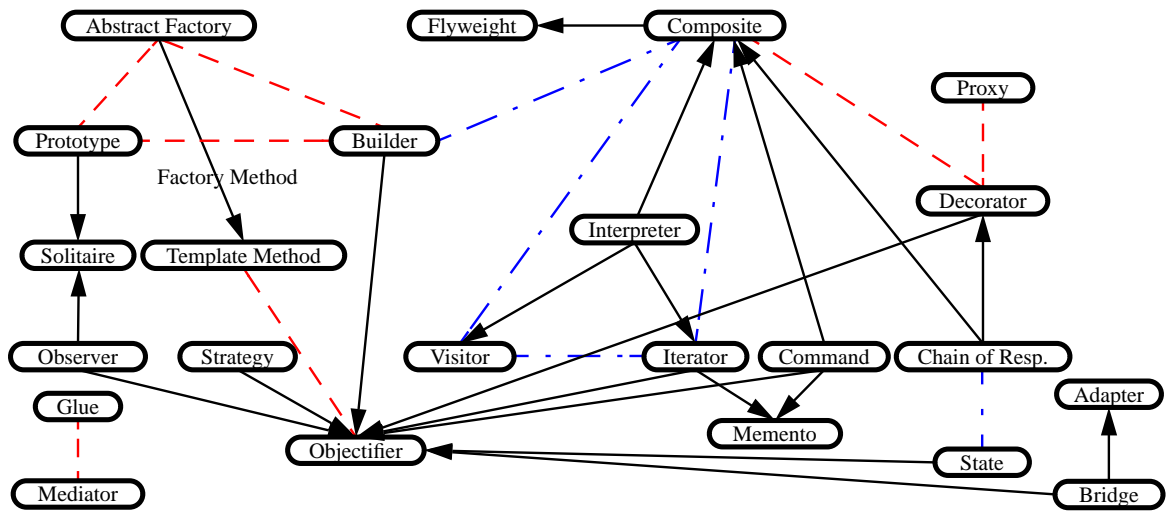 Abstract Factory
Flyweight
Composite
Proxy
Prototype
Builder
Factory Method
Decorator
Interpreter
Solitaire
Template Method
Observer
Strategy
Visitor
Iterator
Command
Chain of Resp.
Glue
Adapter
Memento
Objectifier
State
Mediator
Bridge